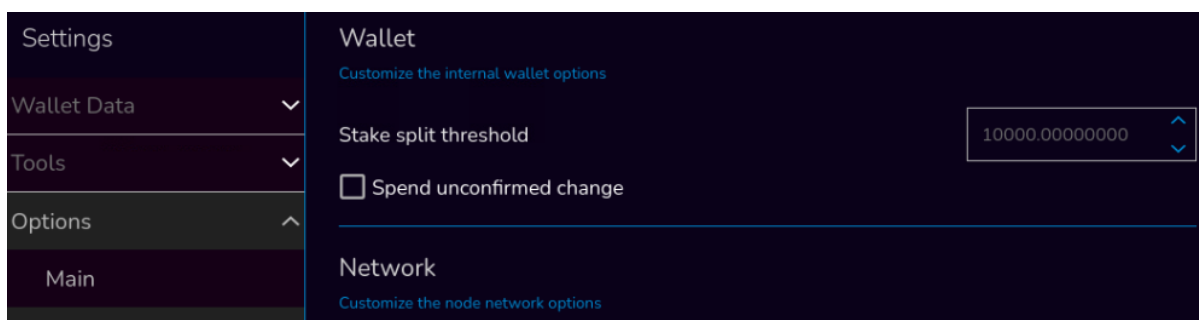 Settings
Wallet Data
Tools
Options
Main
Wallet
Customize the internal wallet options
Stake split threshold
10000.00000000
Spend unconfirmed change
Network
Customize the node network options